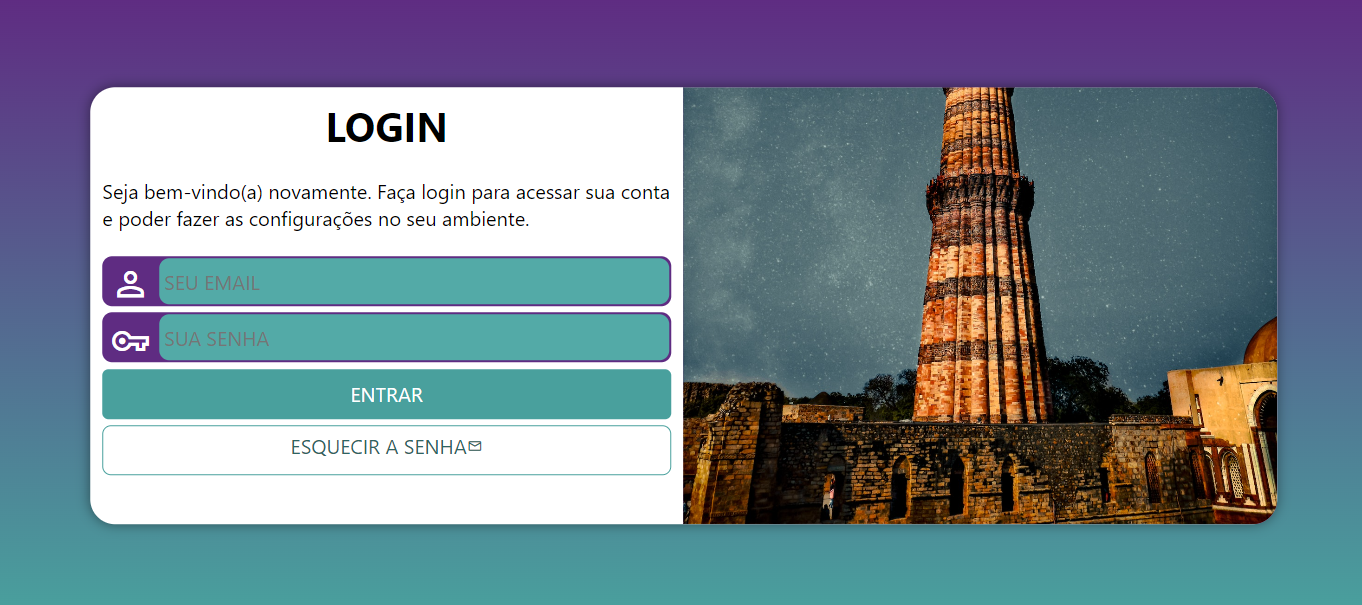 LOGIN
Seja bem-vindo(a) novamente. Faça login para acessar sua conta
e poder fazer as configurações no seu ambiente.
SEU EMAIL
SUA SENHA
ENTRAR
ESQUECIR A SENHA